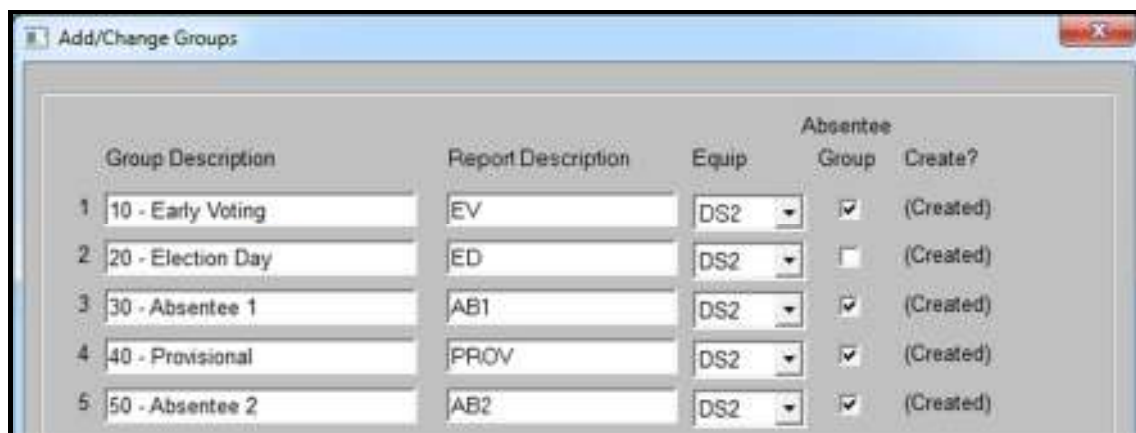 Add/Change Groups
Absentee
Group Description Report Description Equip Group Create?
1 10 - Early Voting EV DS2 (Created)
2 20 - Election Day ED DS2 (Created)
3 30 - Absentee 1 AB1 DS2 (Created)
4 40 - Provisional PROV DS2 (Created)
5 50 - Absentee 2 AB2 DS2 (Created)